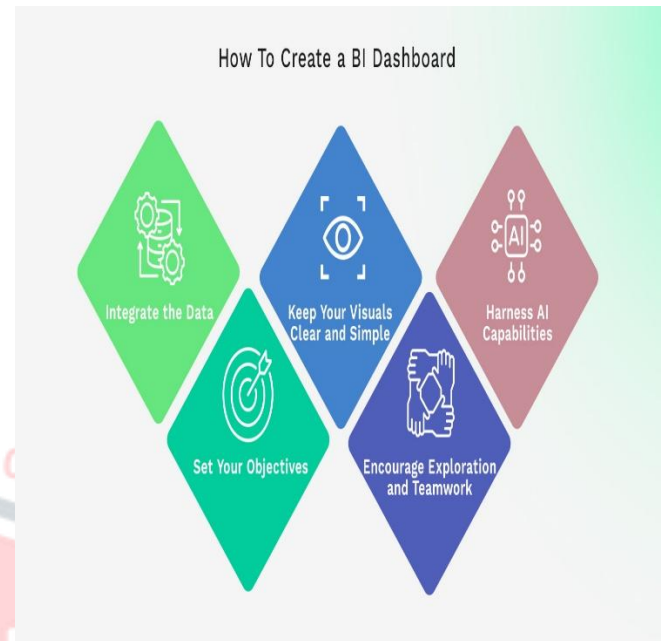 How To Create a BI Dashboard
Integrate the Data
Set Your Objectives
Keep Your Visuals
Clear and Simple
Encourage Exploration
and Teamwork
AI
Harness AI
Capabilities